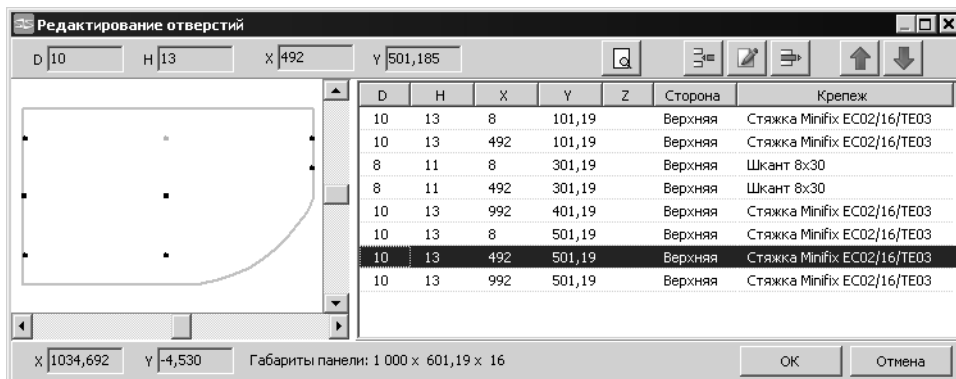 Редактирование отверстий
D 10 H 13 X 492 Y 501,185
D H X Y Z Сторона Крепеж
10 13 8 101,19 Верхняя Стяжка Minifix EC02/16/TE03
10 13 492 101,19 Верхняя Стяжка Minifix EC02/16/TE03
8 11 8 301,19 Верхняя Шкант 8x30
8 11 492 301,19 Верхняя Шкант 8x30
10 13 992 401,19 Верхняя Стяжка Minifix EC02/16/TE03
10 13 8 501,19 Верхняя Стяжка Minifix EC02/16/TE03
10 13 492 501,19 Верхняя Стяжка Minifix EC02/16/TE03
10 13 992 501,19 Верхняя Стяжка Minifix EC02/16/TE03
X 1034,692 Y -4,530 Габариты панели: 1 000 x 601,19 x 16 OK Отмена